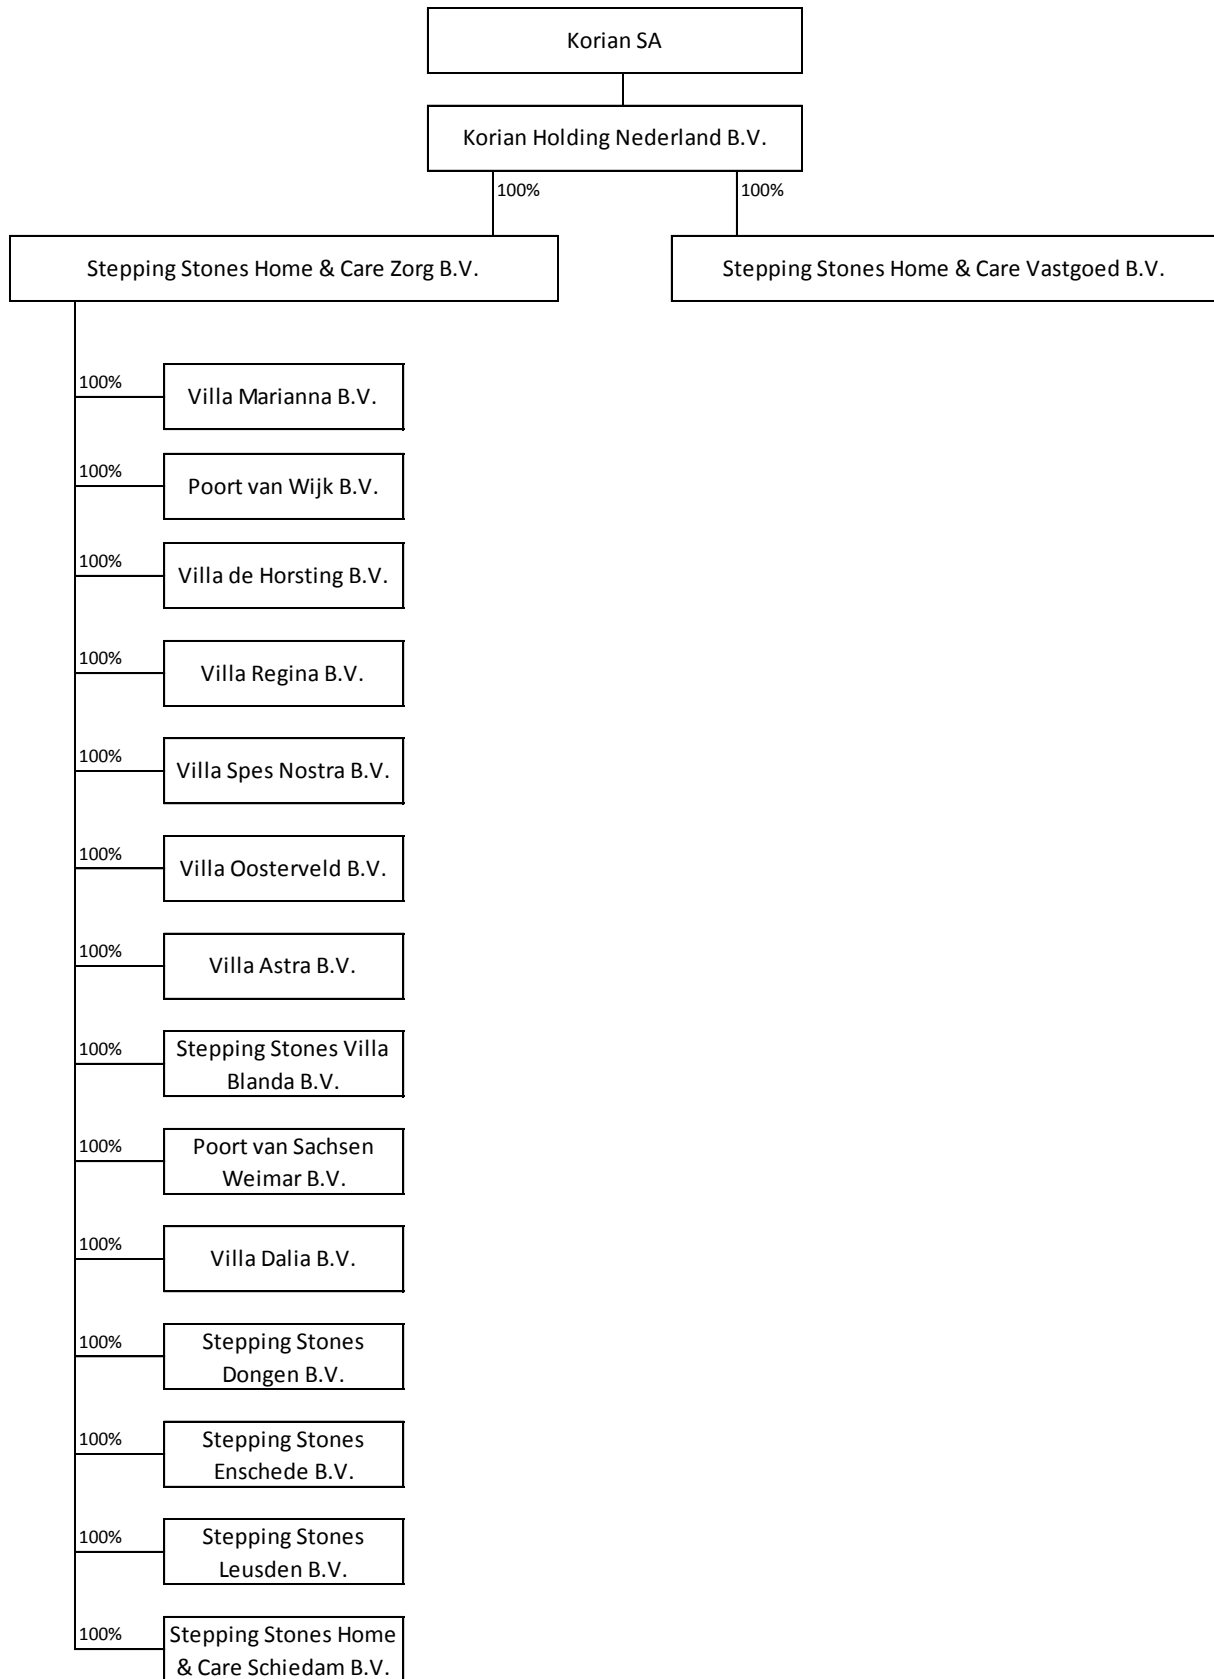 Korian SA
Korian Holding Nederland B.V.
100%
100%
Stepping Stones Home & Care Zorg B.V.
Stepping Stones Home & Care Vastgoed B.V.
100%
Villa Marianna B.V.
100%
Poort van Wijk B.V.
100%
Villa de Horsting B.V.
100%
Villa Regina B.V.
100%
Villa Spes Nostra B.V.
100%
Villa Oosterveld B.V.
100%
Villa Astra B.V.
100%
Stepping Stones Villa
Blanda B.V.
100%
Poort van Sachsen
Weimar B.V.
100%
Villa Dalia B.V.
100%
Stepping Stones
Dongen B.V.
100%
Stepping Stones
Enschede B.V.
100%
Stepping Stones
Leusden B.V.
100%
Stepping Stones Home
& Care Schiedam B.V.